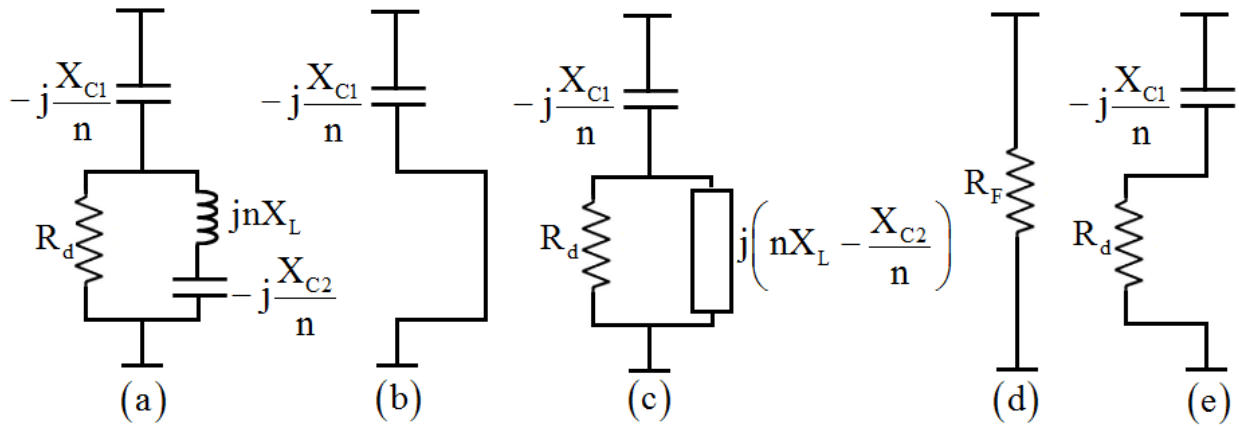 -j X_C1/n
R_d
jnX_L
-j X_C2/n
(a)
-j X_C1/n
(b)
-j X_C1/n
R_d
j(nX_L - X_C2/n)
(c)
R_F
(d)
-j X_C1/n
R_d
(e)